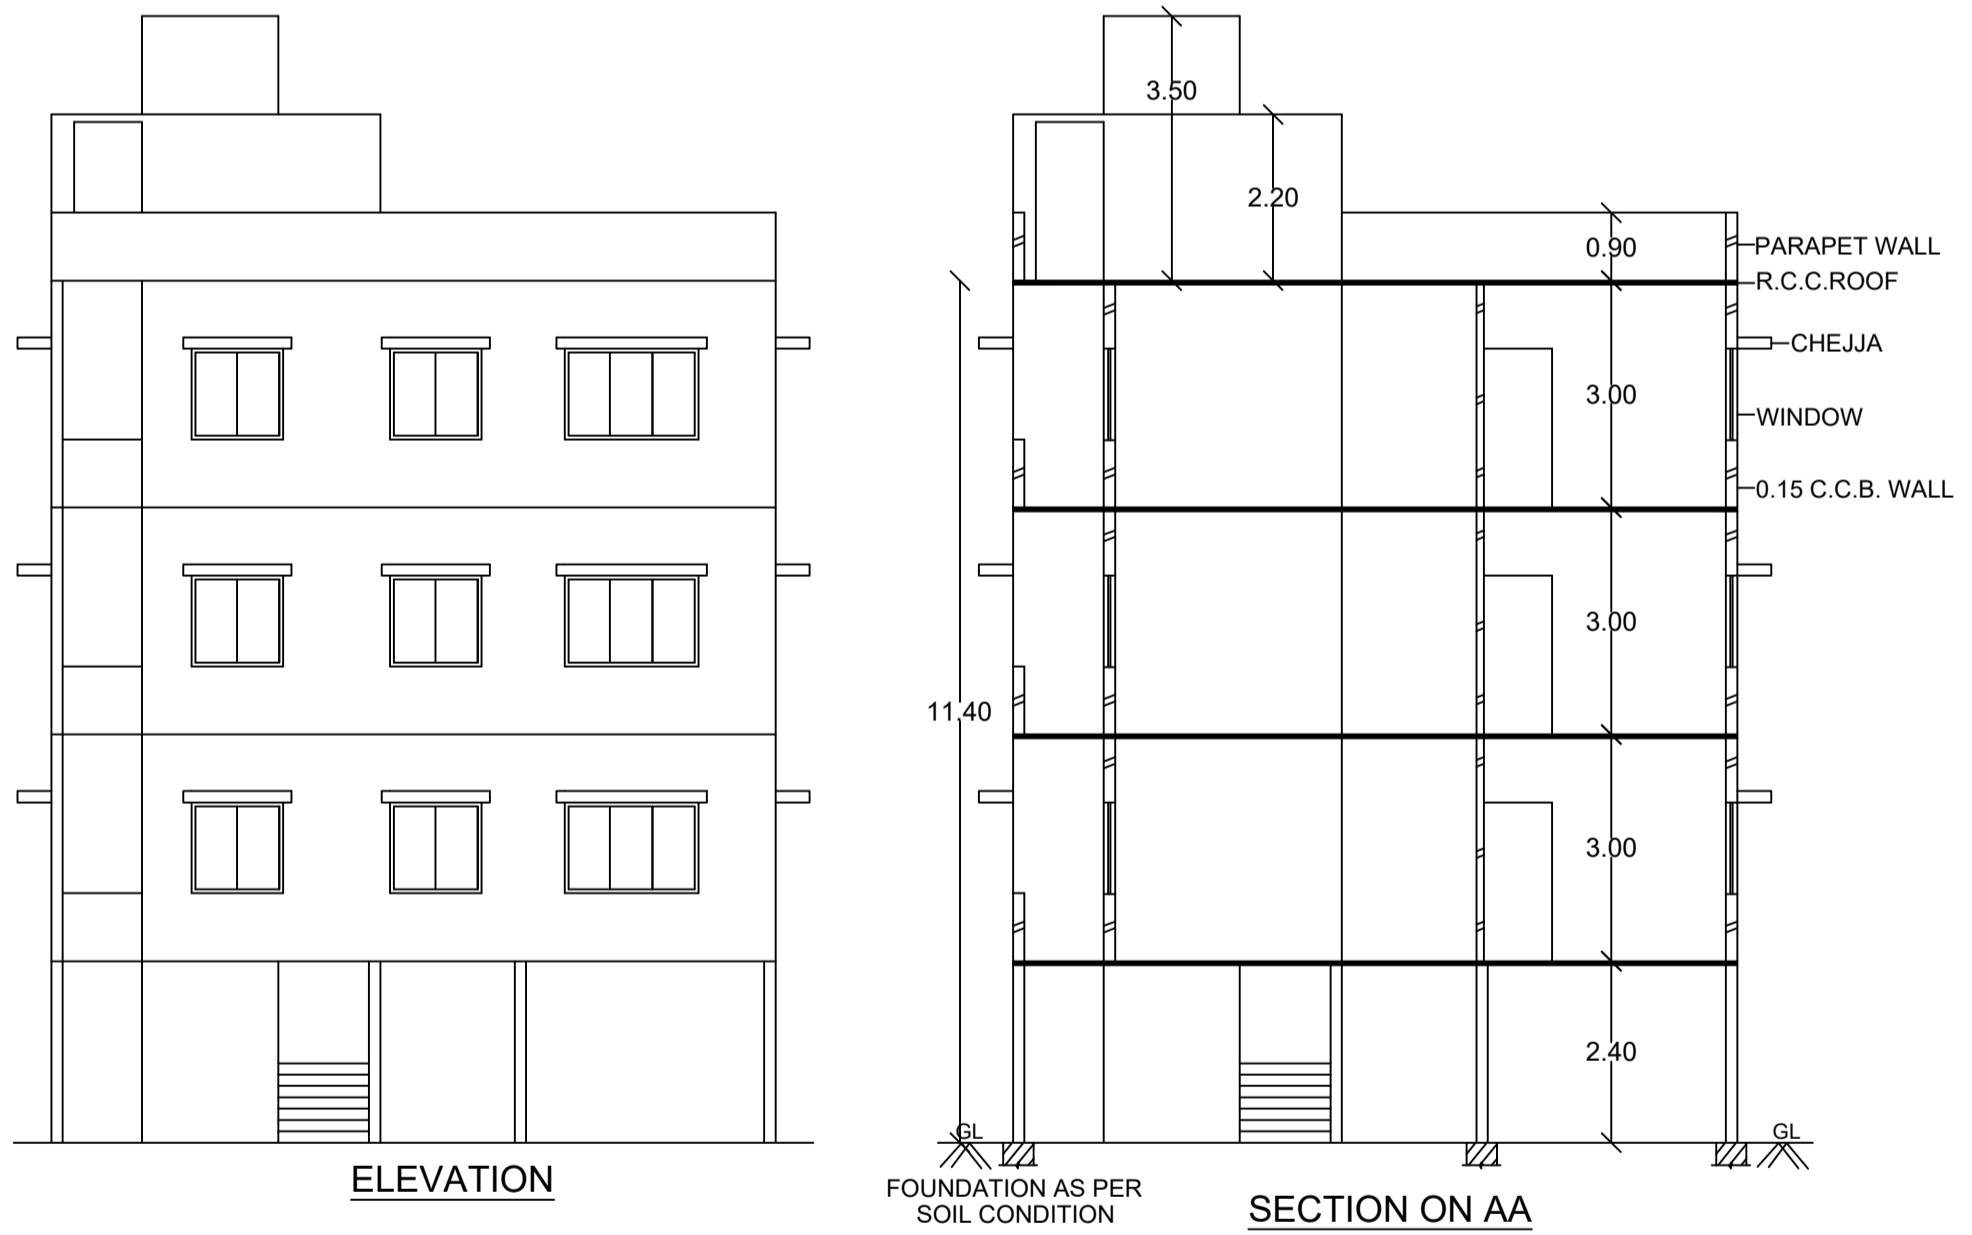 3.50
2.20
0.90
PARAPET WALL
R.C.C.ROOF
CHEJJA
3.00
WINDOW
0.15 C.C.B. WALL
3.00
11.40
3.00
2.40
GL
GL
ELEVATION
FOUNDATION AS PER
SOIL CONDITION
SECTION ON AA